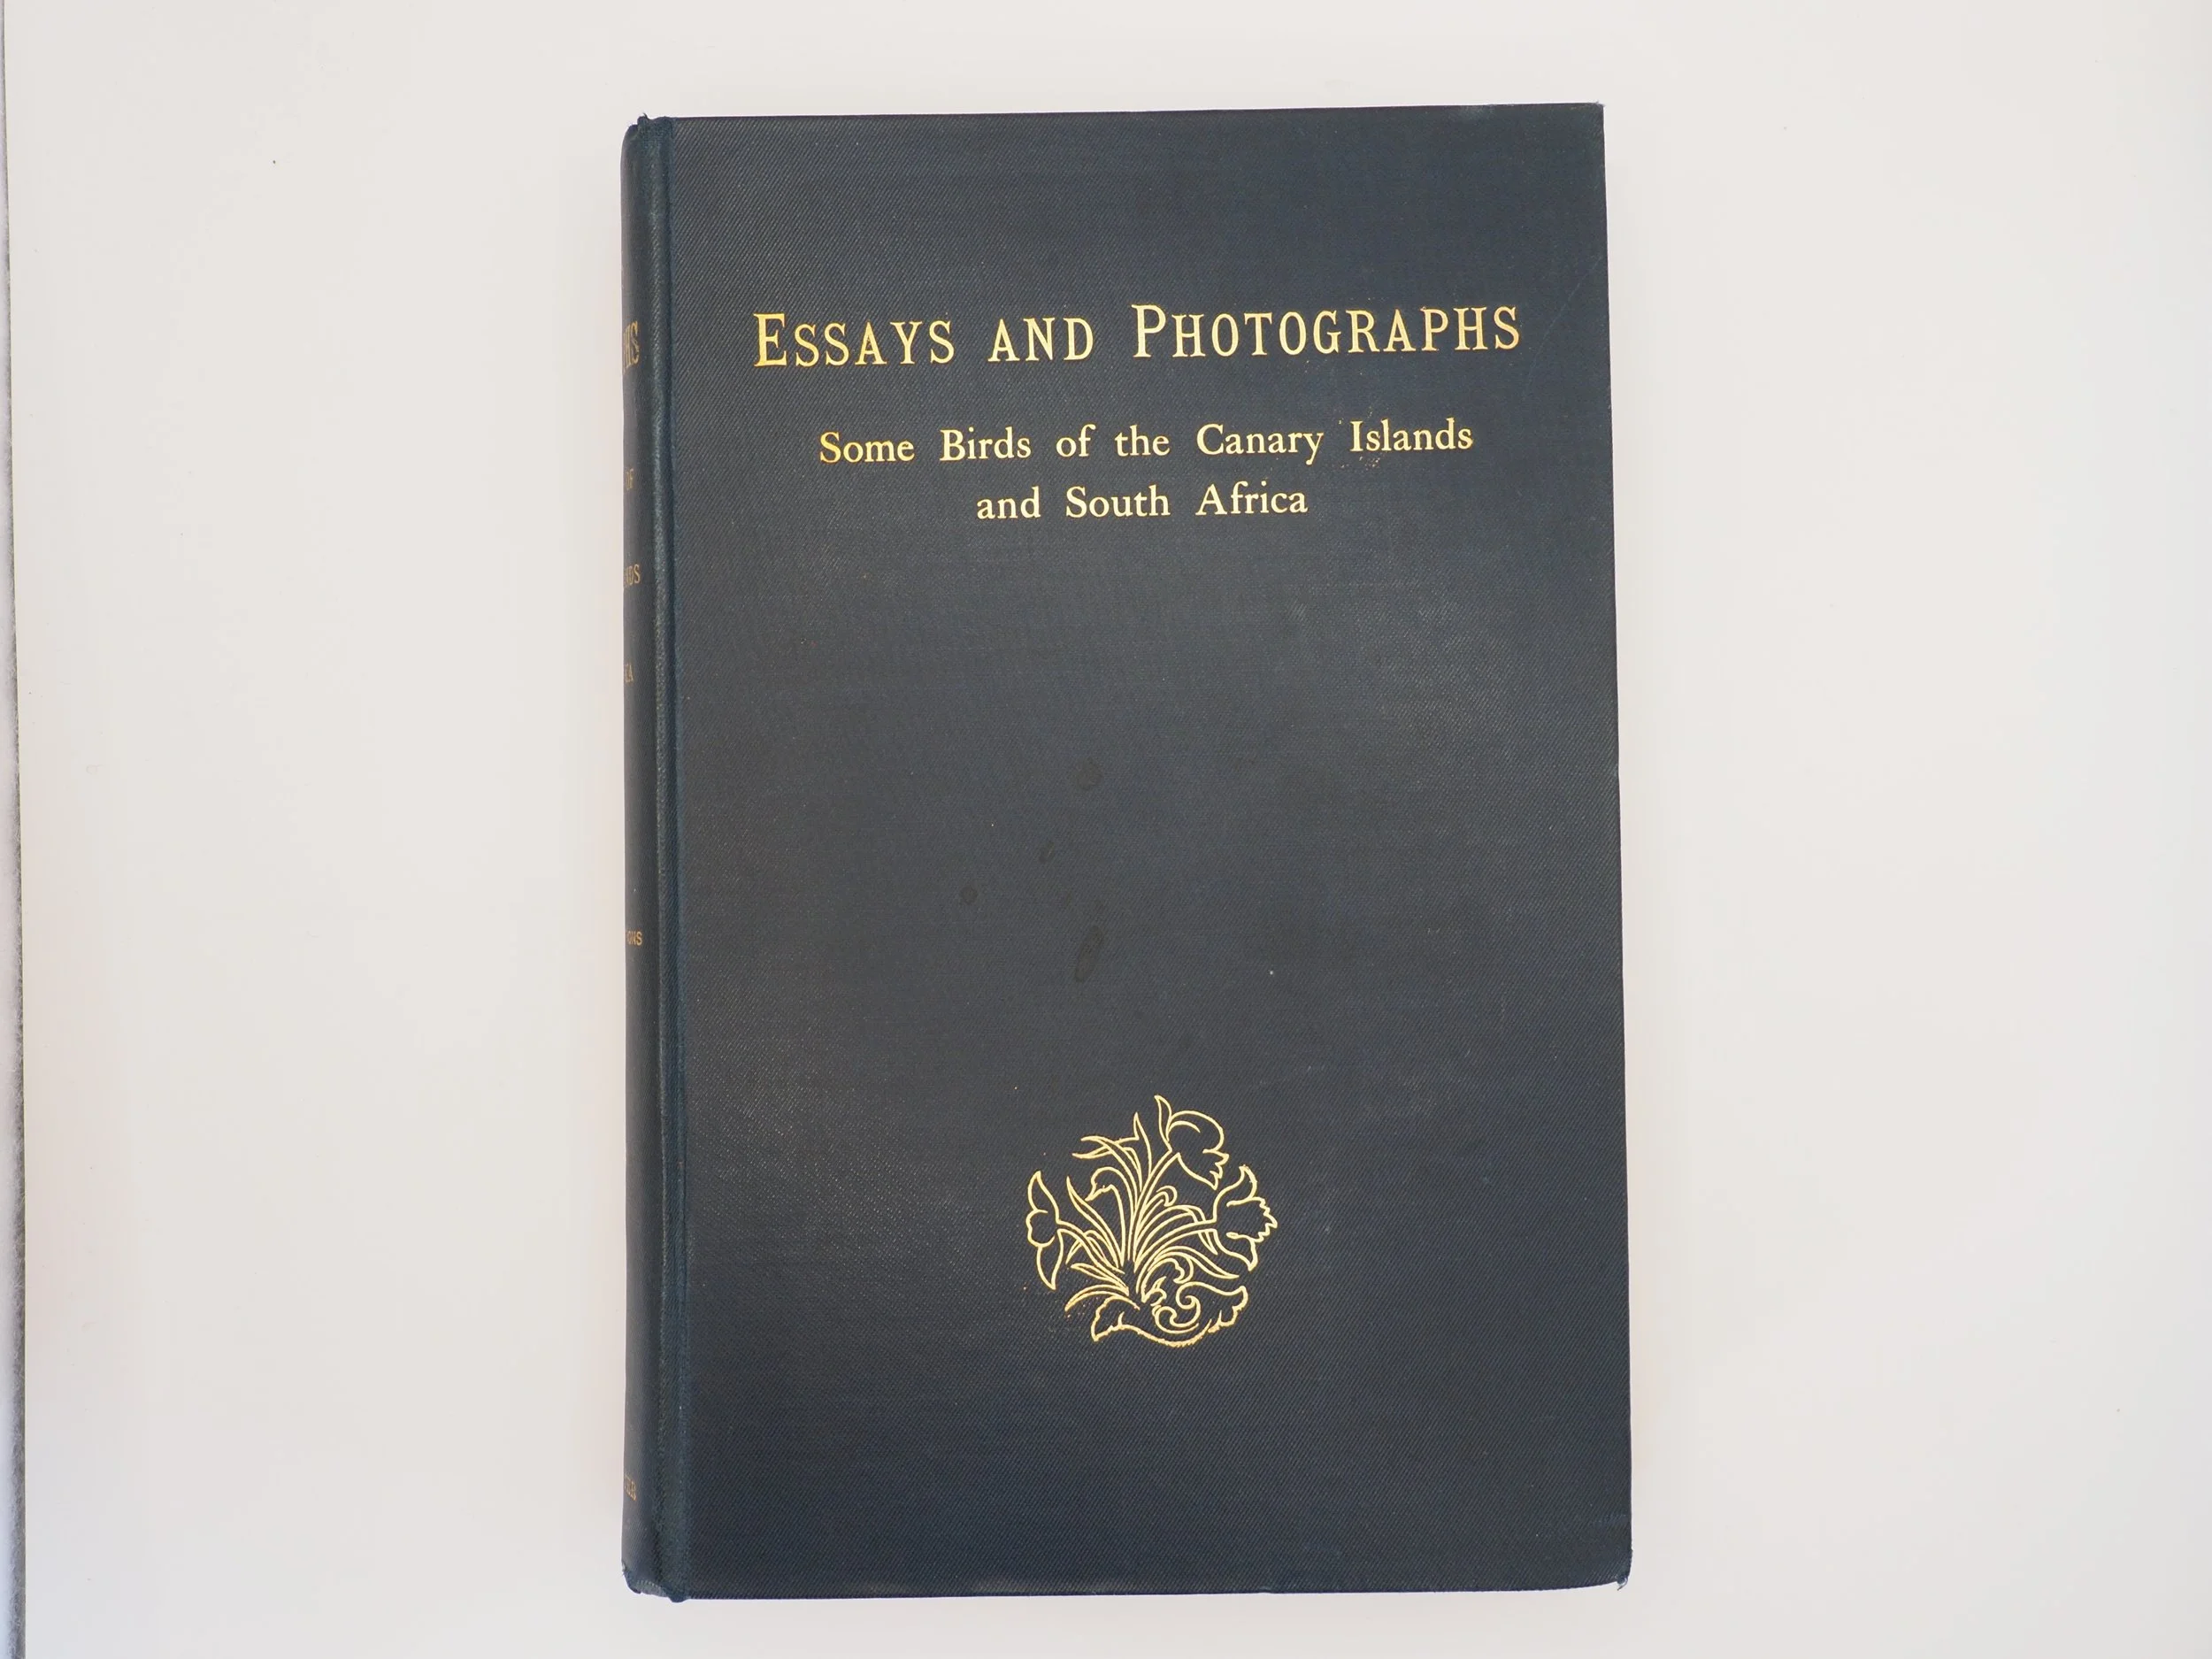 ESSAYS AND PHOTOGRAPHS
Some Birds of the Canary Islands
and South Africa